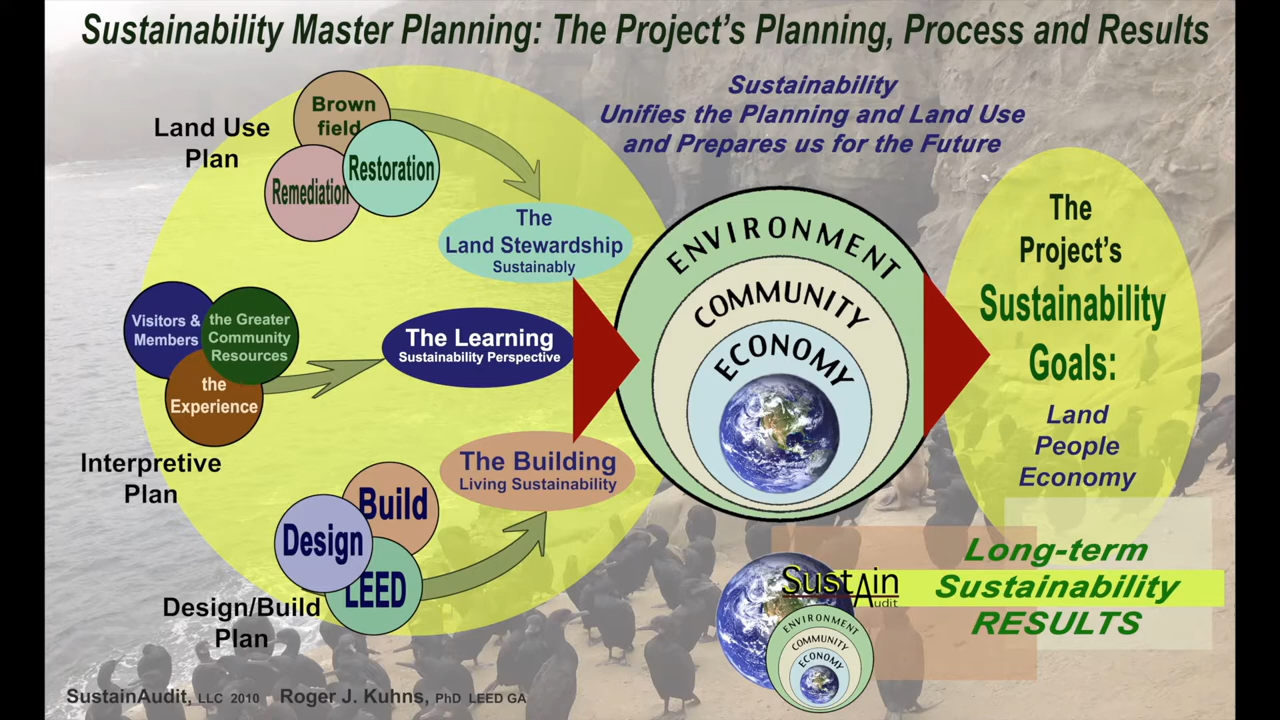 Sustainability Master Planning: The Project's Planning, Process and Results
Sustainability
Unifies the Planning and Land Use
and Prepares us for the Future
Land Use
Plan
Brown
field
Restoration
Remediation
The
Land Stewardship
Sustainably
Visitors &
Members
the Greater
Community
Resources
the
Experience
Interpretive
Plan
The Learning
Sustainability Perspective
The Building
Living Sustainability
Build
Design
LEED
Design/Build
Plan
ENVIRONMENT
COMMUNITY
ECONOMY
The
Project's
Sustainability
Goals:
Land
People
Economy
Long-term
Sustainability
RESULTS
SustAin
Audit
ENVIRONMENT
COMMUNITY
ECONOMY
SustainAudit, LLC 2010 Roger J. Kuhns, PhD LEED GA